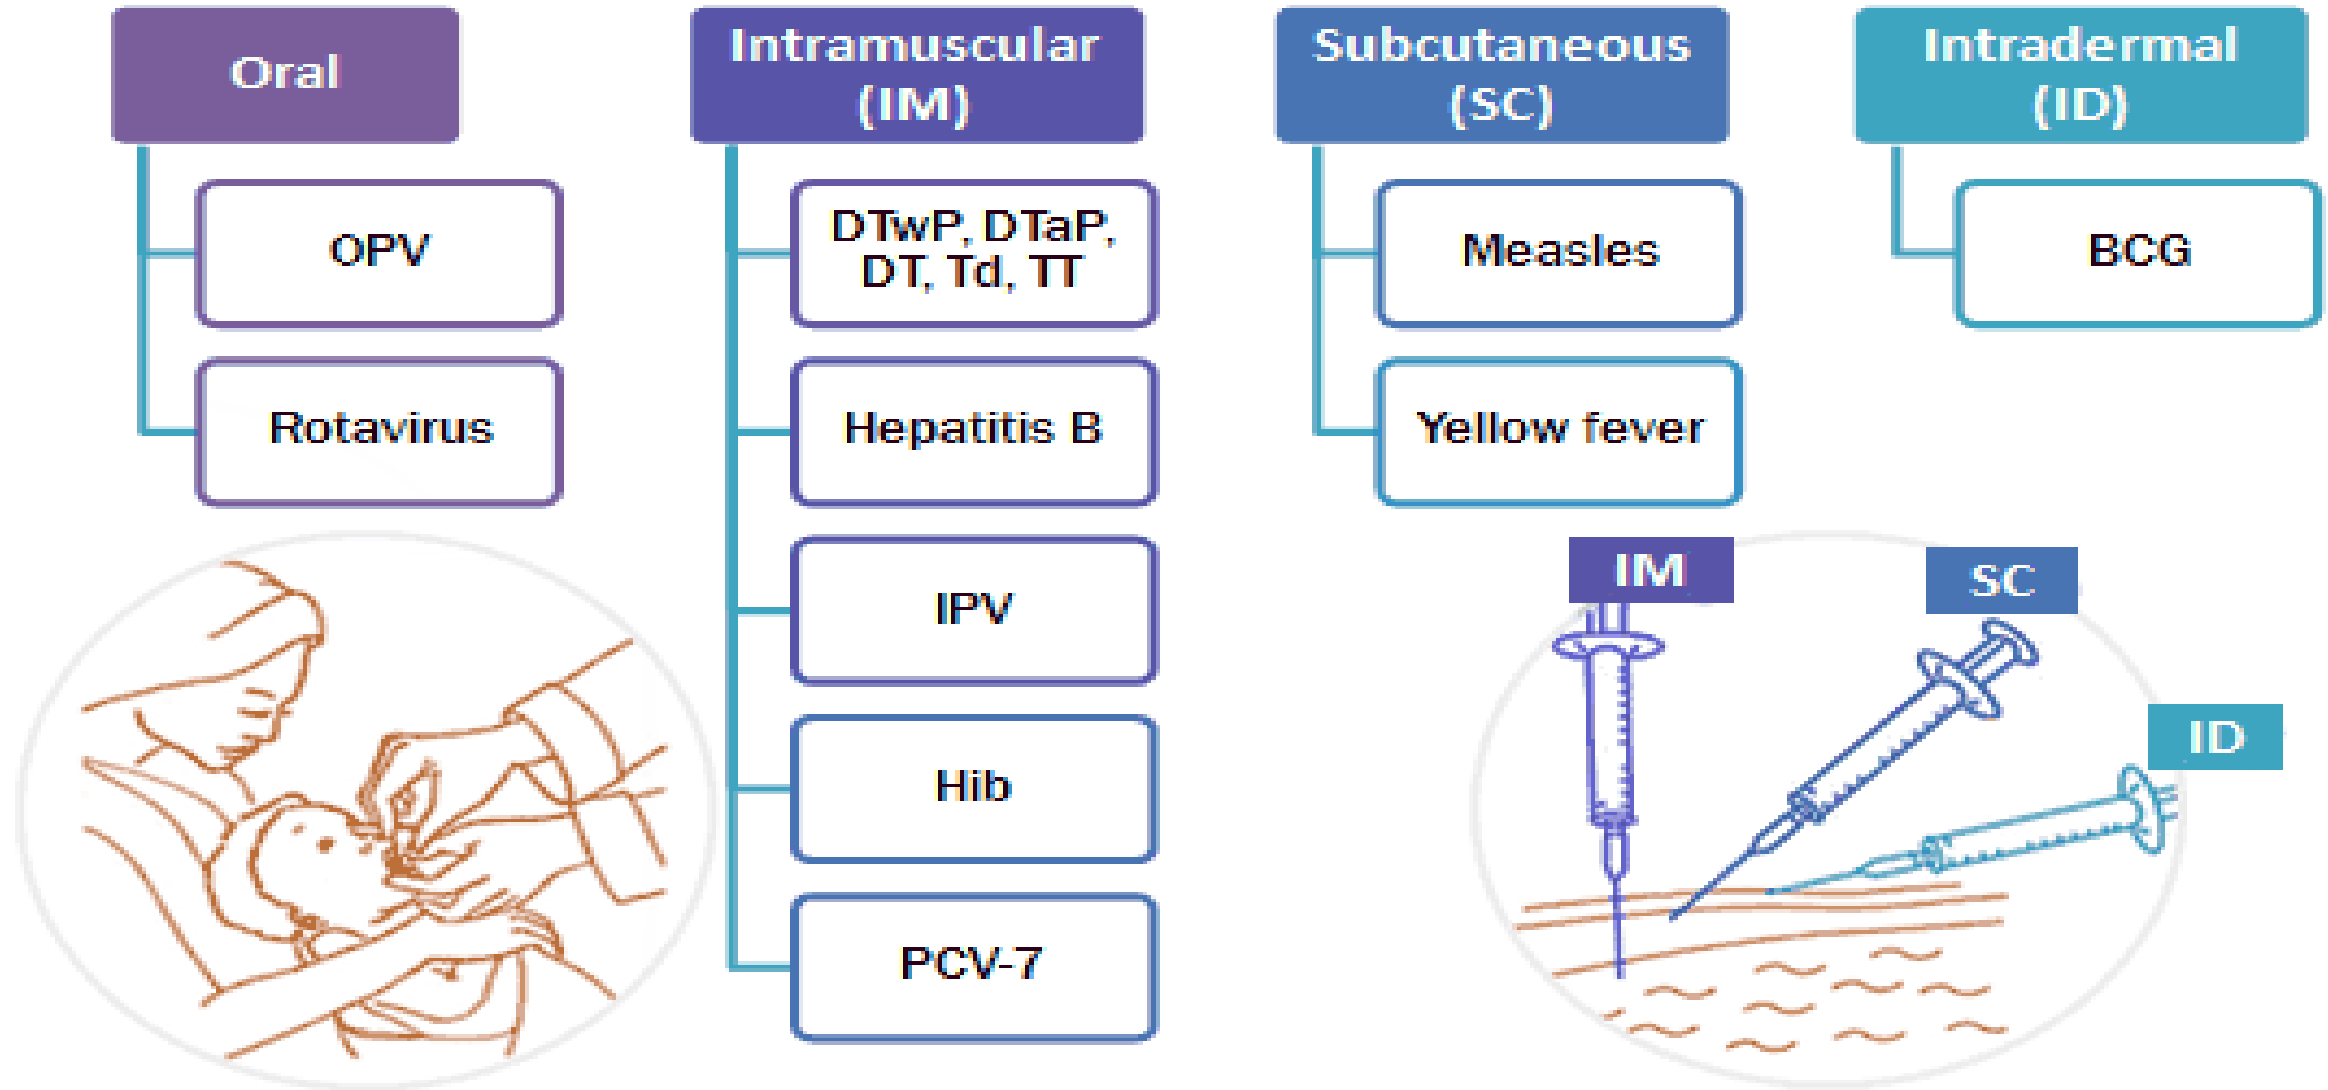 Oral
OPV
Rotavirus
Intramuscular
(IM)
DTwP, DTaP,
DT, Td, TT
Hepatitis B
IPV
Hib
PCV-7
Subcutaneous
(SC)
Measles
Yellow fever
Intradermal
(ID)
BCG
IM
SC
ID